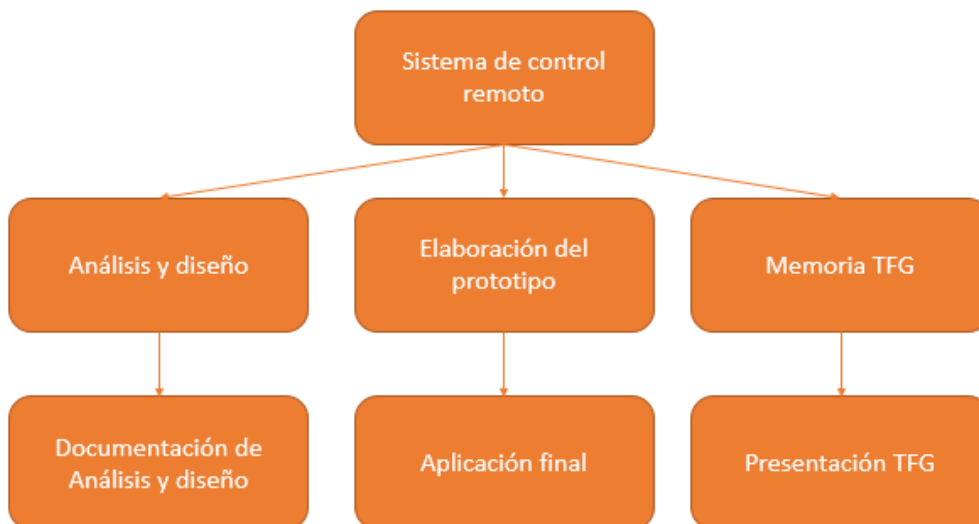 Sistema de control
remoto
Análisis y diseño
Elaboración del
prototipo
Memoria TFG
Documentación de
Análisis y diseño
Aplicación final
Presentación TFG